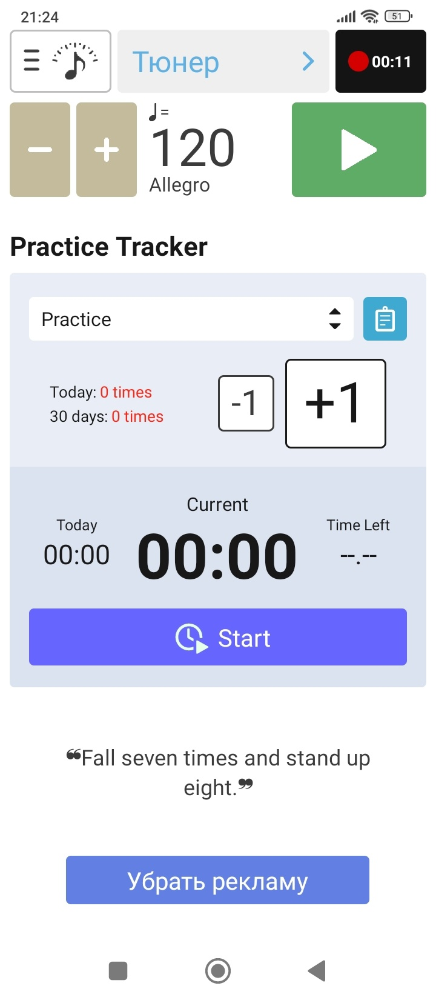 21:24
51
Тюнер
00:11
=
120
Allegro
Practice Tracker
Practice
Today: 0 times
30 days: 0 times
-1
+1
Current
Today
Time Left
00:00
00:00
--.--
Start
❝Fall seven times and stand up
eight.❞
Убрать рекламу